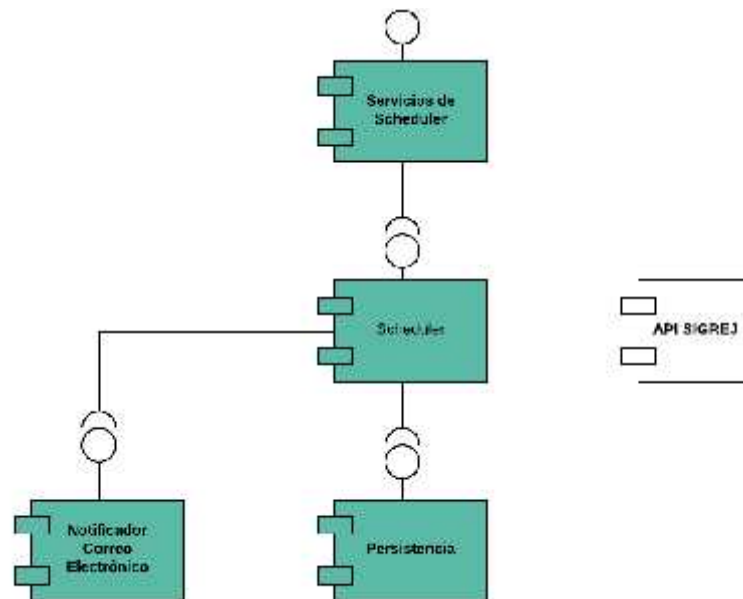 Servicios de
Scheduler
Scheduler
API SIGREJ
Notificador
Correo
Electrónico
Persistencia